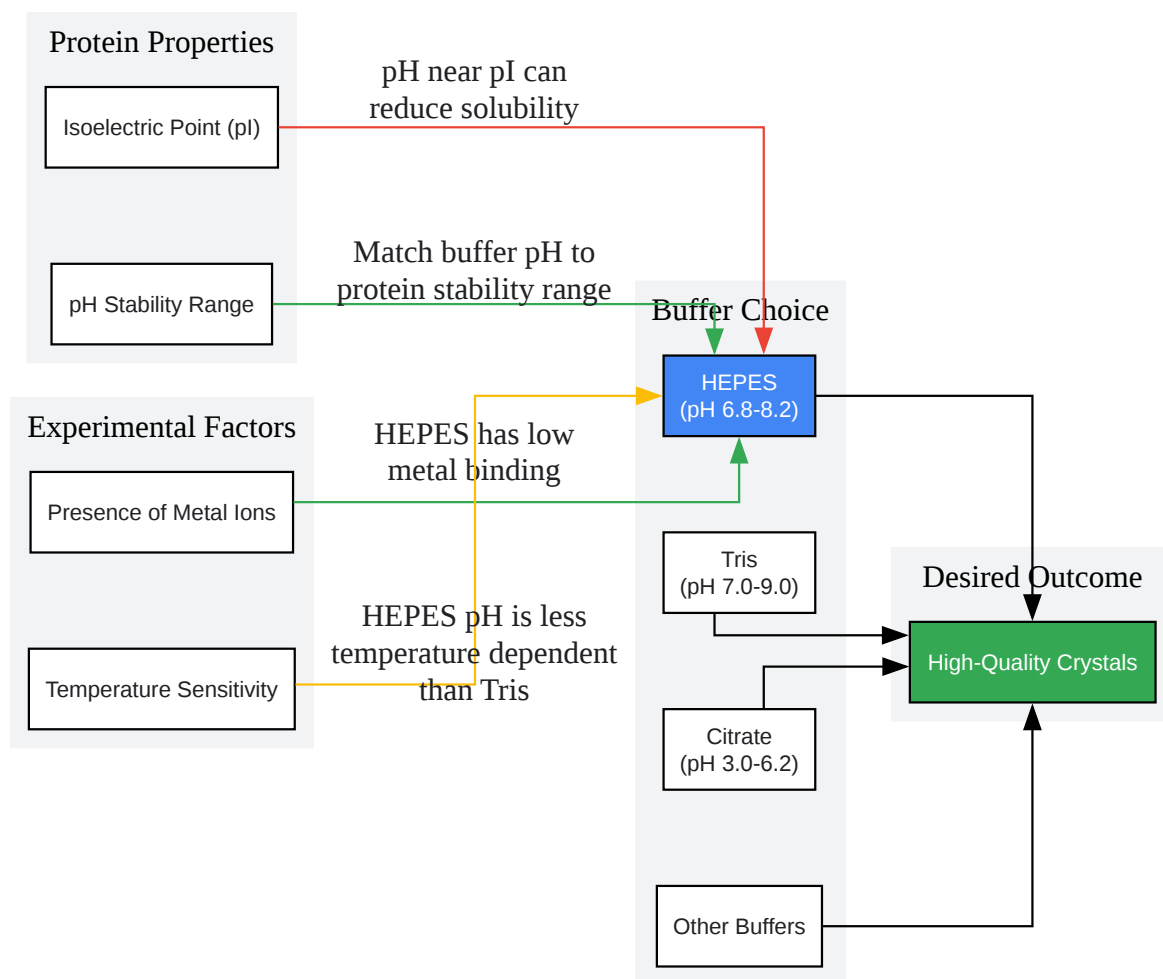 Protein Properties
Isoelectric Point (pI)
pH near pI can
reduce solubility
pH Stability Range
Match buffer pH to
protein stability range
Experimental Factors
Presence of Metal Ions
HEPES has low
metal binding
Temperature Sensitivity
HEPES pH is less
temperature dependent
than Tris
Buffer Choice
HEPES
(pH 6.8-8.2)
Tris
(pH 7.0-9.0)
Citrate
(pH 3.0-6.2)
Other Buffers
Desired Outcome
High-Quality Crystals